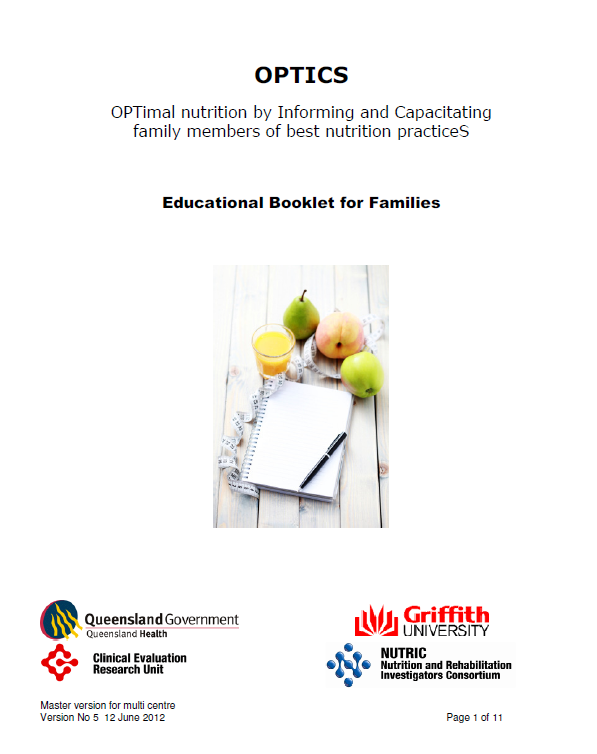 OPTICS
OPTimal nutrition by Informing and Capacitating
family members of best nutrition practiceS
Educational Booklet for Families
QueenslandGovernment
Queensland Health
Griffith
UNIVERSITY
Clinical Evaluation
Research Unit
NUTRIC
Nutrition and Rehabilitation
Investigators Consortium
Master version for multi centre
Version No 5 12 June 2012
Page 1 of 11